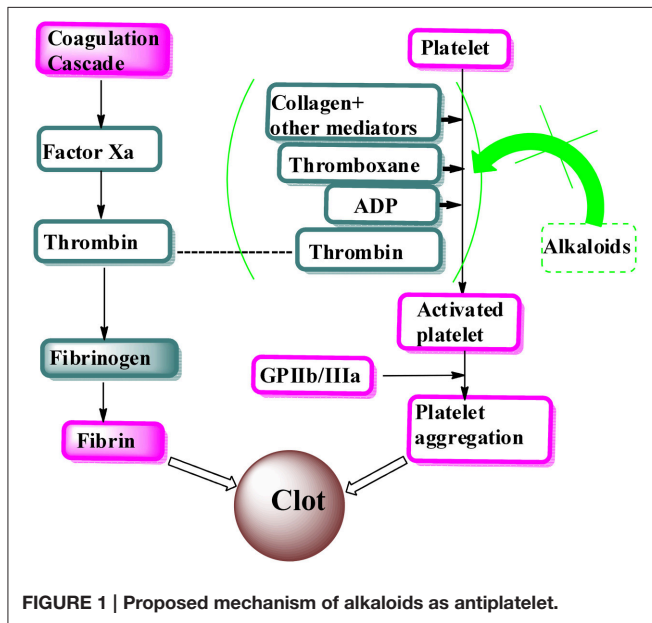 Coagulation
Cascade
Factor Xa
Thrombin
Fibrinogen
Fibrin
Platelet
Collagen+
other mediators
Thromboxane
ADP
Thrombin
Alkaloids
Activated
platelet
GPIIb/IIIa
Platelet
aggregation
Clot
FIGURE 1 | Proposed mechanism of alkaloids as antiplatelet.